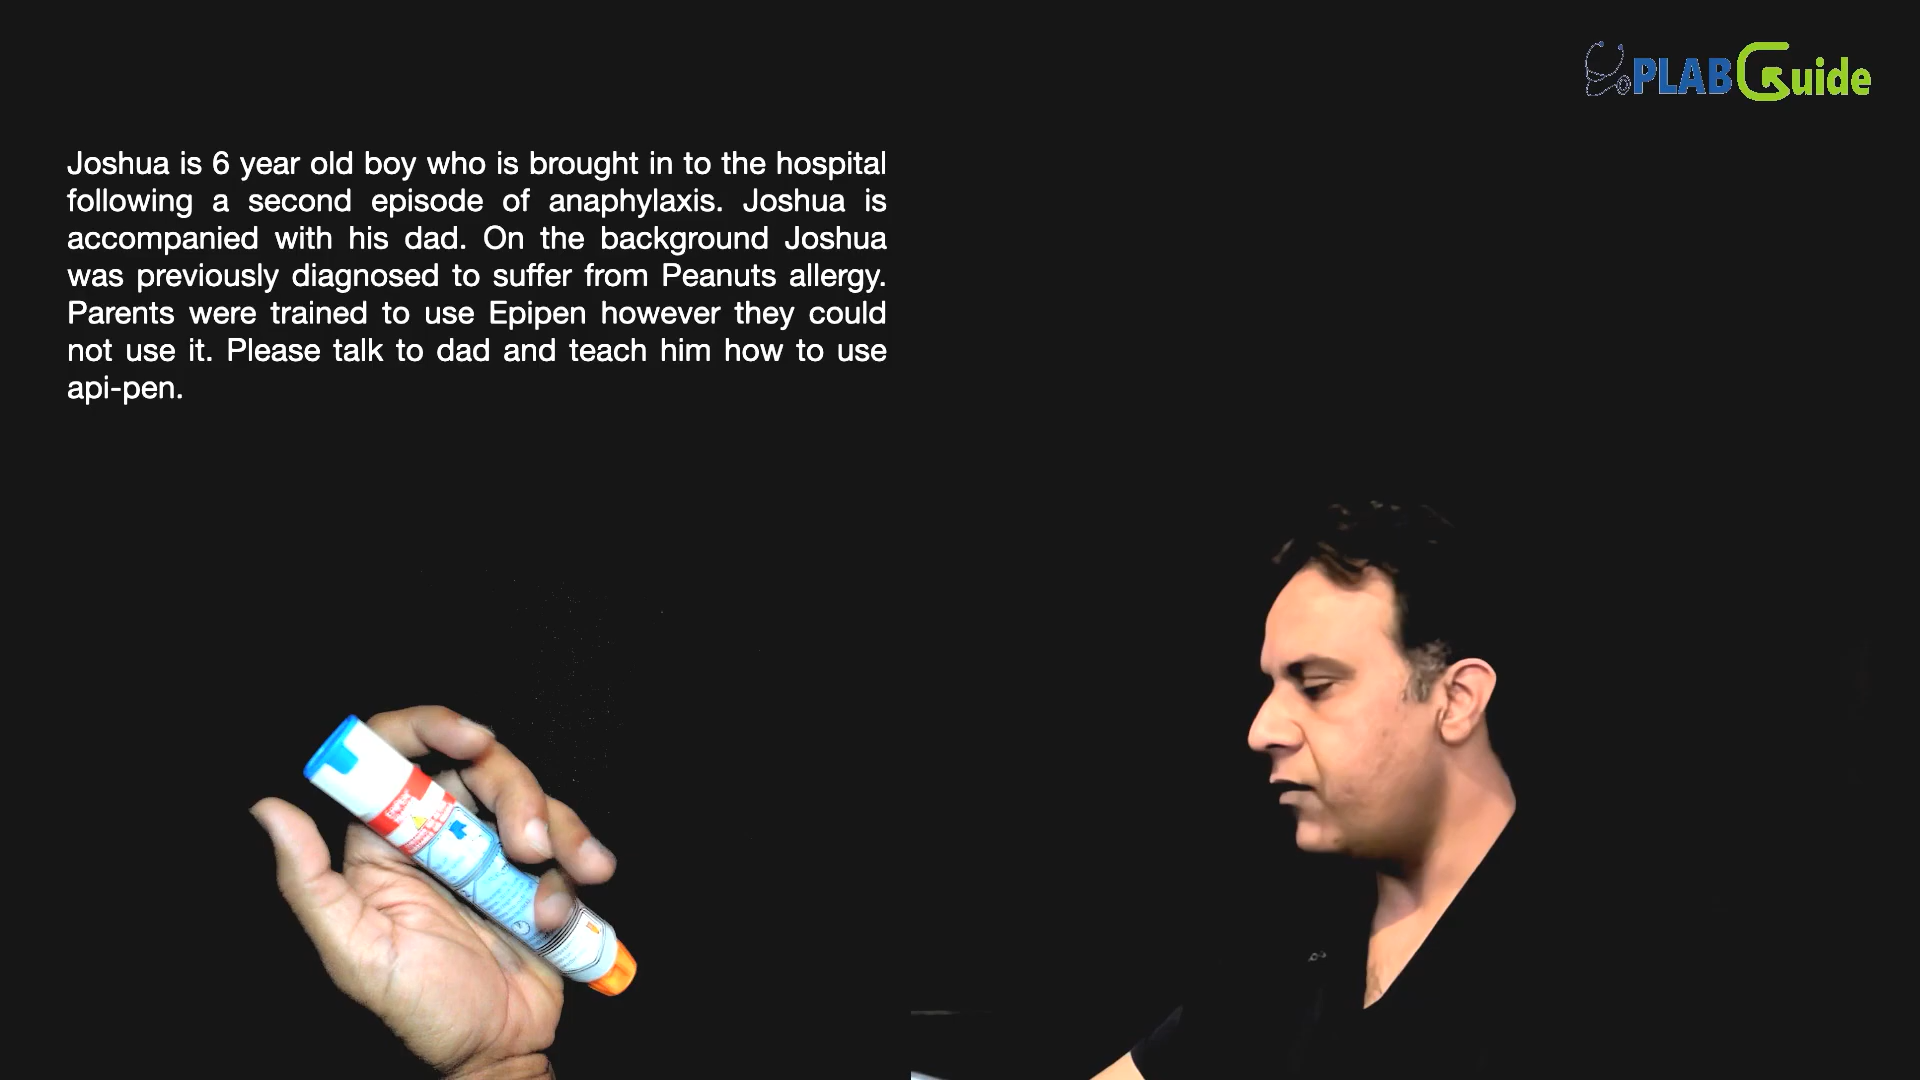 PLABGuide
Joshua is 6 year old boy who is brought in to the hospital
following a second episode of anaphylaxis. Joshua is
accompanied with his dad. On the background Joshua
was previously diagnosed to suffer from Peanuts allergy.
Parents were trained to use Epipen however they could
not use it. Please talk to dad and teach him how to use
api-pen.